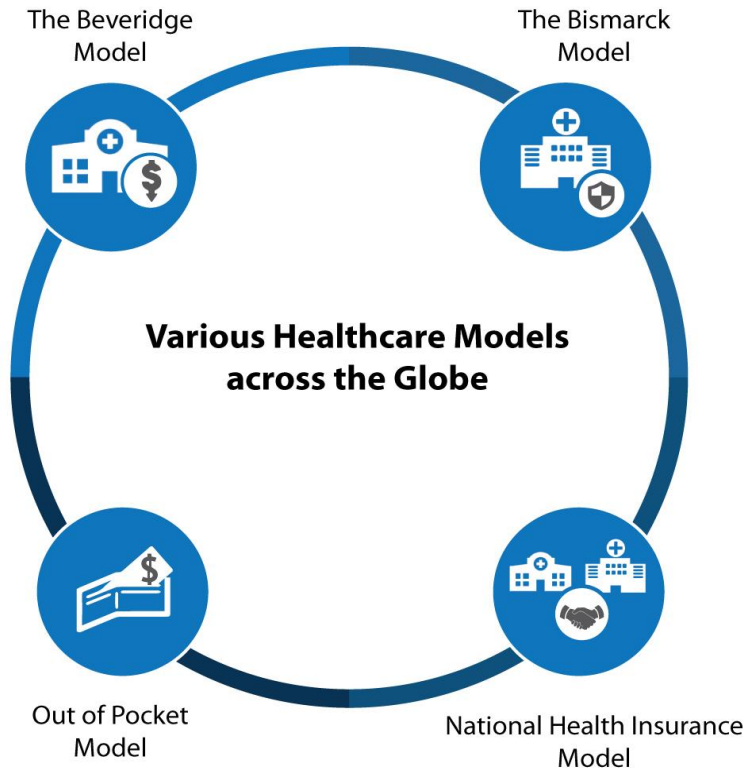 The Beveridge
Model
The Bismarck
Model
Various Healthcare Models
across the Globe
$
$
Out of Pocket
Model
National Health Insurance
Model